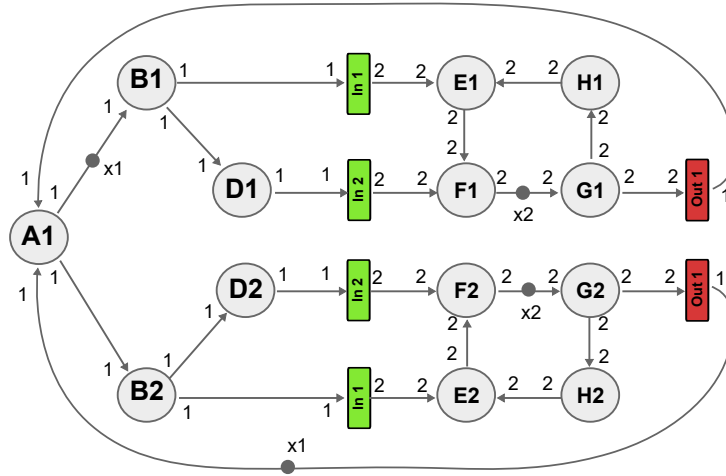 B1 1 1 In 1 2 2 E1 2 2 H1
1 1 2 2
x1 1 2 2
1 1 D1 1 1 In 2 2 2 F1 2 x2 2 G1 2 2 Out 1 1
A1
1 1 D2 1 1 In 2 2 2 F2 2 x2 2 G2 2 2 Out 1 1
1 2 2
1 1 2 2
B2 1 1 In 1 2 2 E2 2 2 H2
x1